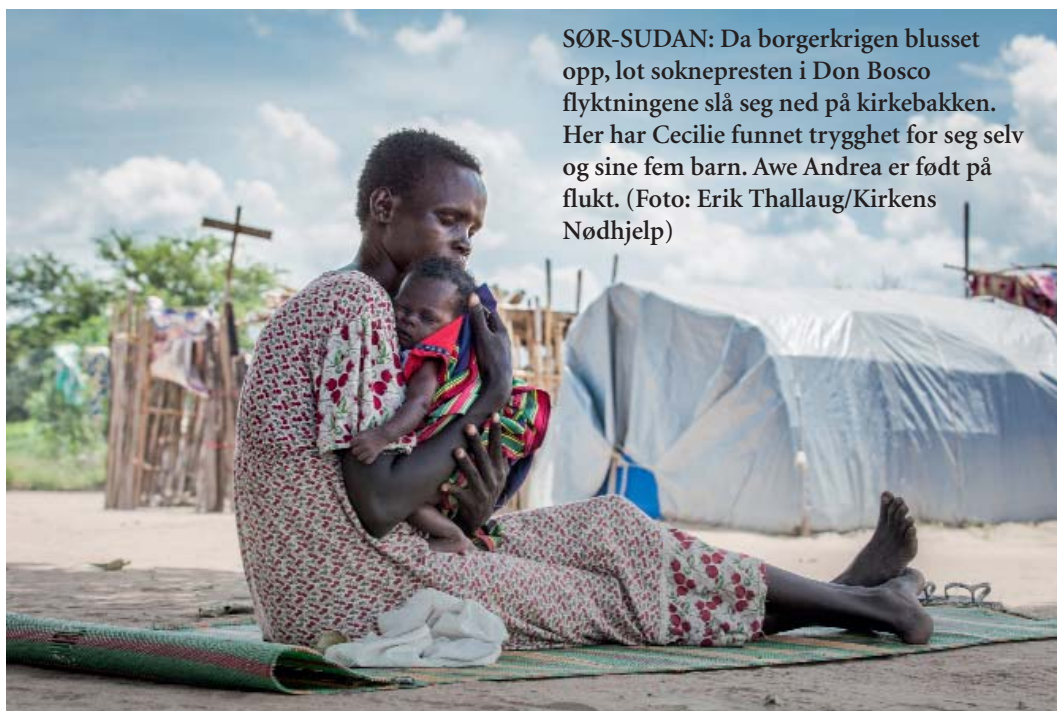 SØR-SUDAN: Da borgerkrigen blusset
opp, lot soknepresten i Don Bosco
flyktningene slå seg ned på kirkebakken.
Her har Cecilie funnet trygghet for seg selv
og sine fem barn. Awe Andrea er født på
flukt. (Foto: Erik Thallaug/Kirkens
Nødhjelp)